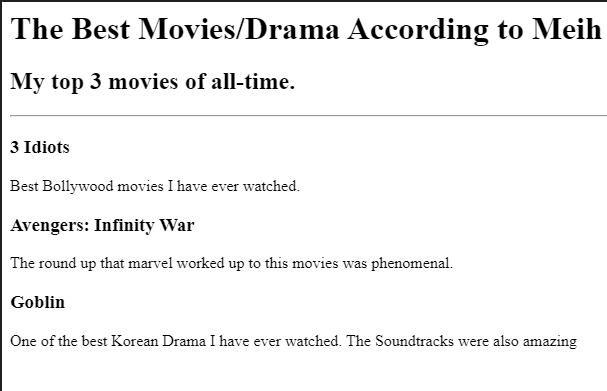 The Best Movies/Drama According to Meih
My top 3 movies of all-time.
3 Idiots
Best Bollywood movies I have ever watched.
Avengers: Infinity War
The round up that marvel worked up to this movies was phenomenal.
Goblin
One of the best Korean Drama I have ever watched. The Soundtracks were also amazing